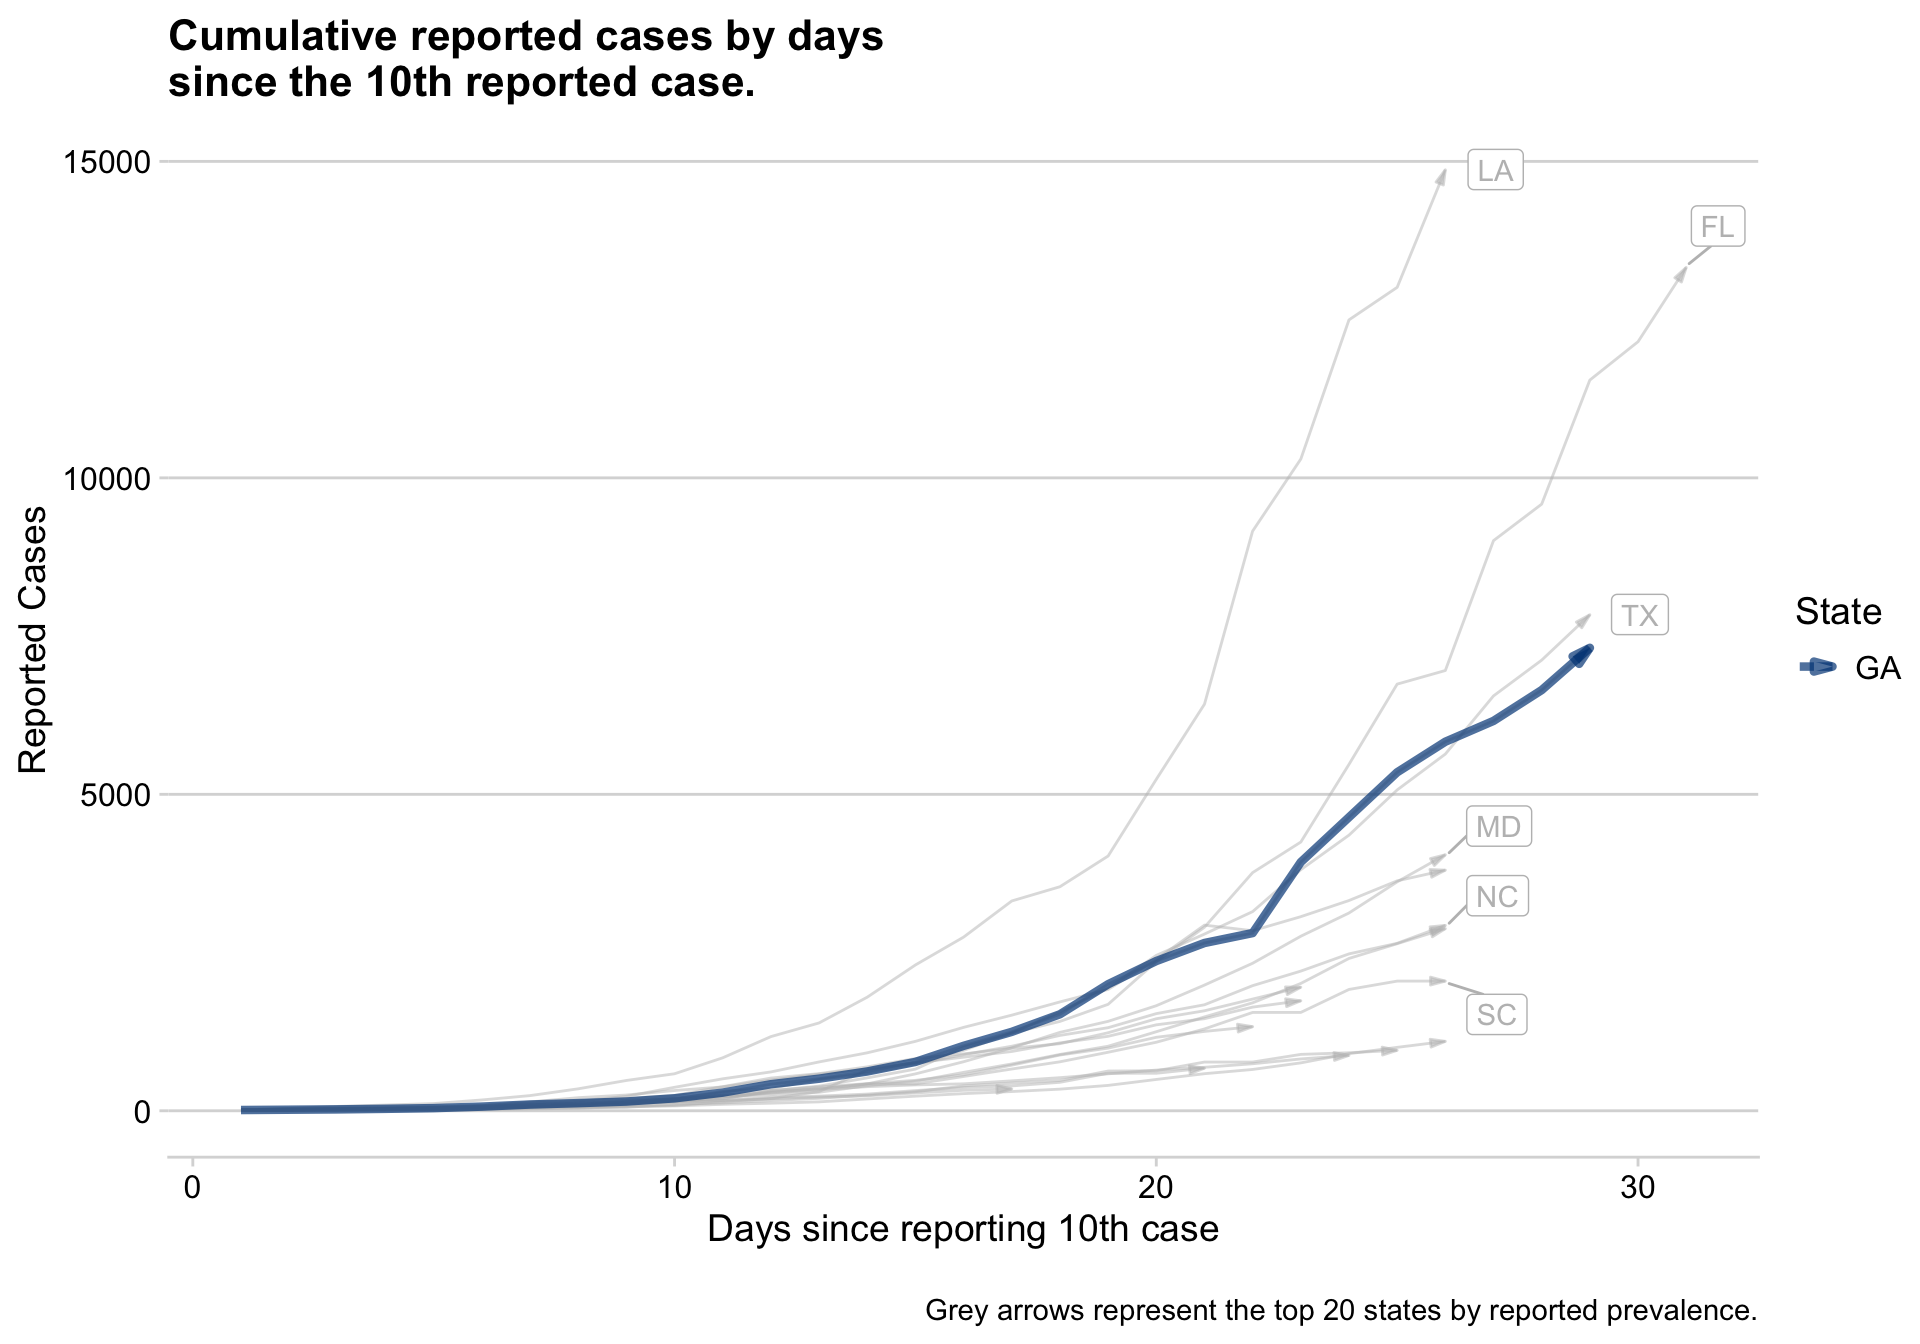 Cumulative reported cases by days
since the 10th reported case.
15000
10000
5000
0
Reported Cases
LA
FL
TX
MD
NC
SC
State
GA
0 10 20 30
Days since reporting 10th case
Grey arrows represent the top 20 states by reported prevalence.